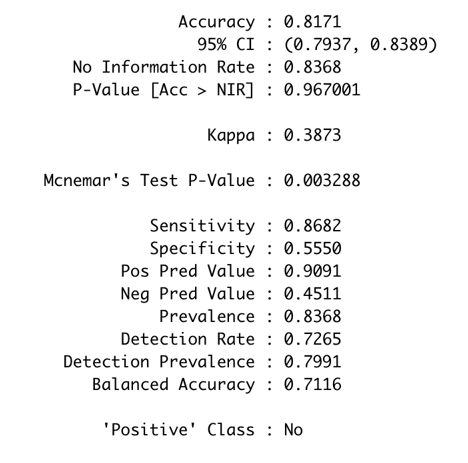 Accuracy : 0.8171
95% CI : (0.7937, 0.8389)
No Information Rate : 0.8368
P-Value [Acc > NIR] : 0.967001
Kappa : 0.3873
Mcnemar's Test P-Value : 0.003288
Sensitivity : 0.8682
Specificity : 0.5550
Pos Pred Value : 0.9091
Neg Pred Value : 0.4511
Prevalence : 0.8368
Detection Rate : 0.7265
Detection Prevalence : 0.7991
Balanced Accuracy : 0.7116
'Positive' Class : No